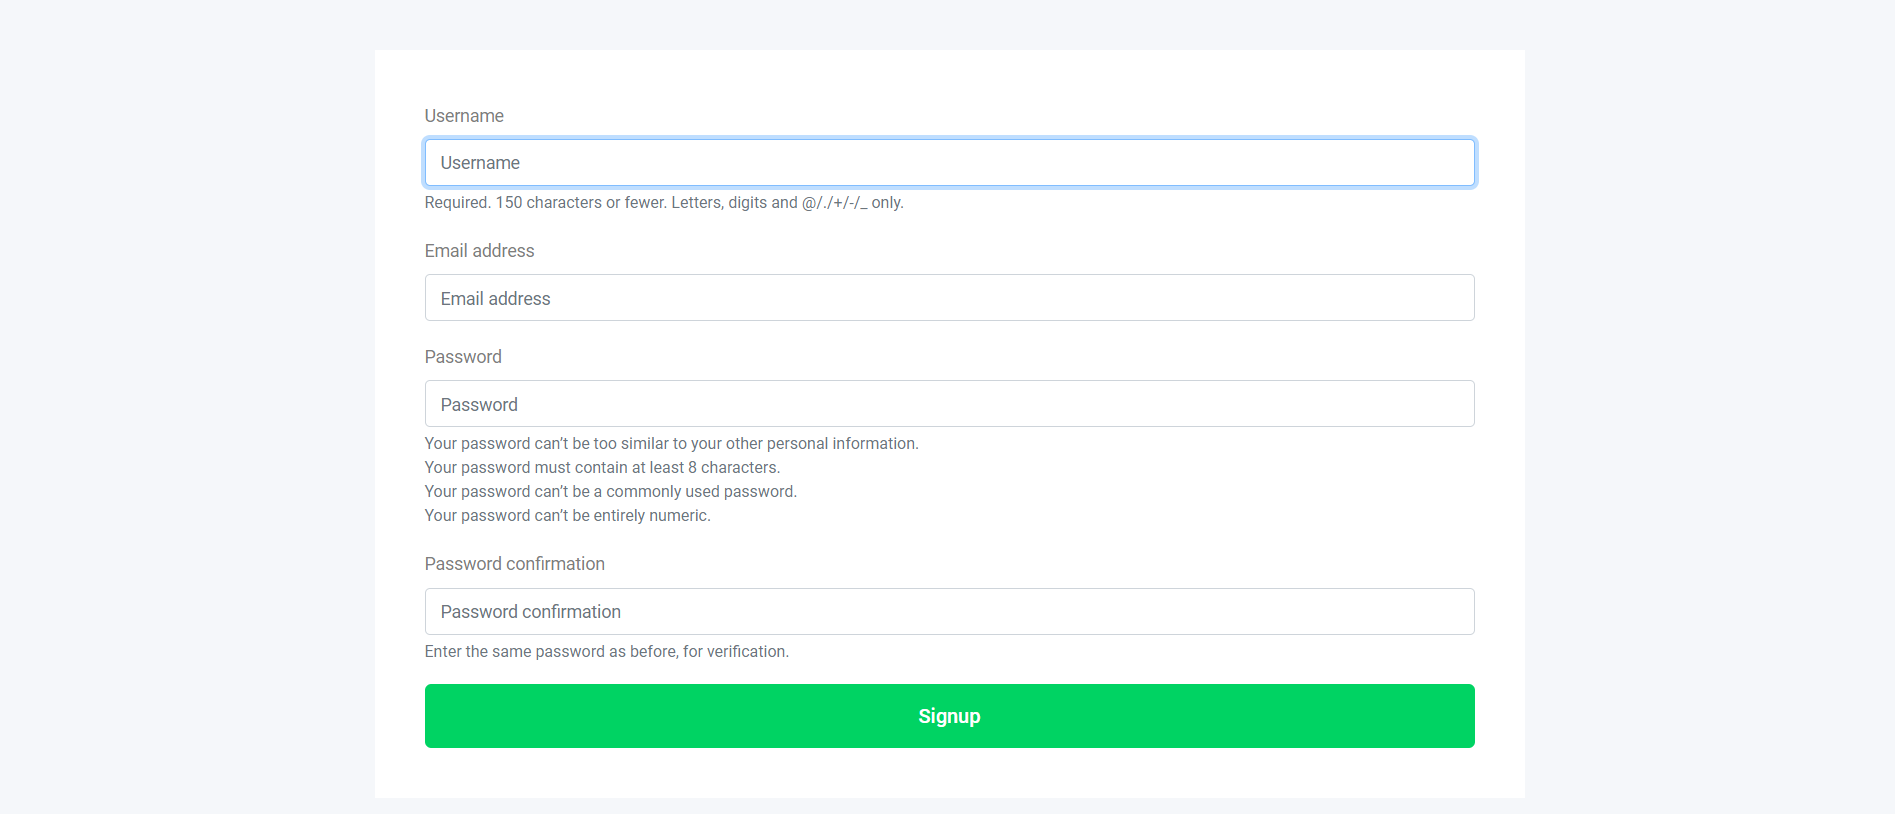 Username
Username
Required. 150 characters or fewer. Letters, digits and @/./+/-/_ only.
Email address
Email address
Password
Password
Your password can’t be too similar to your other personal information.
Your password must contain at least 8 characters.
Your password can’t be a commonly used password.
Your password can’t be entirely numeric.
Password confirmation
Password confirmation
Enter the same password as before, for verification.
Signup